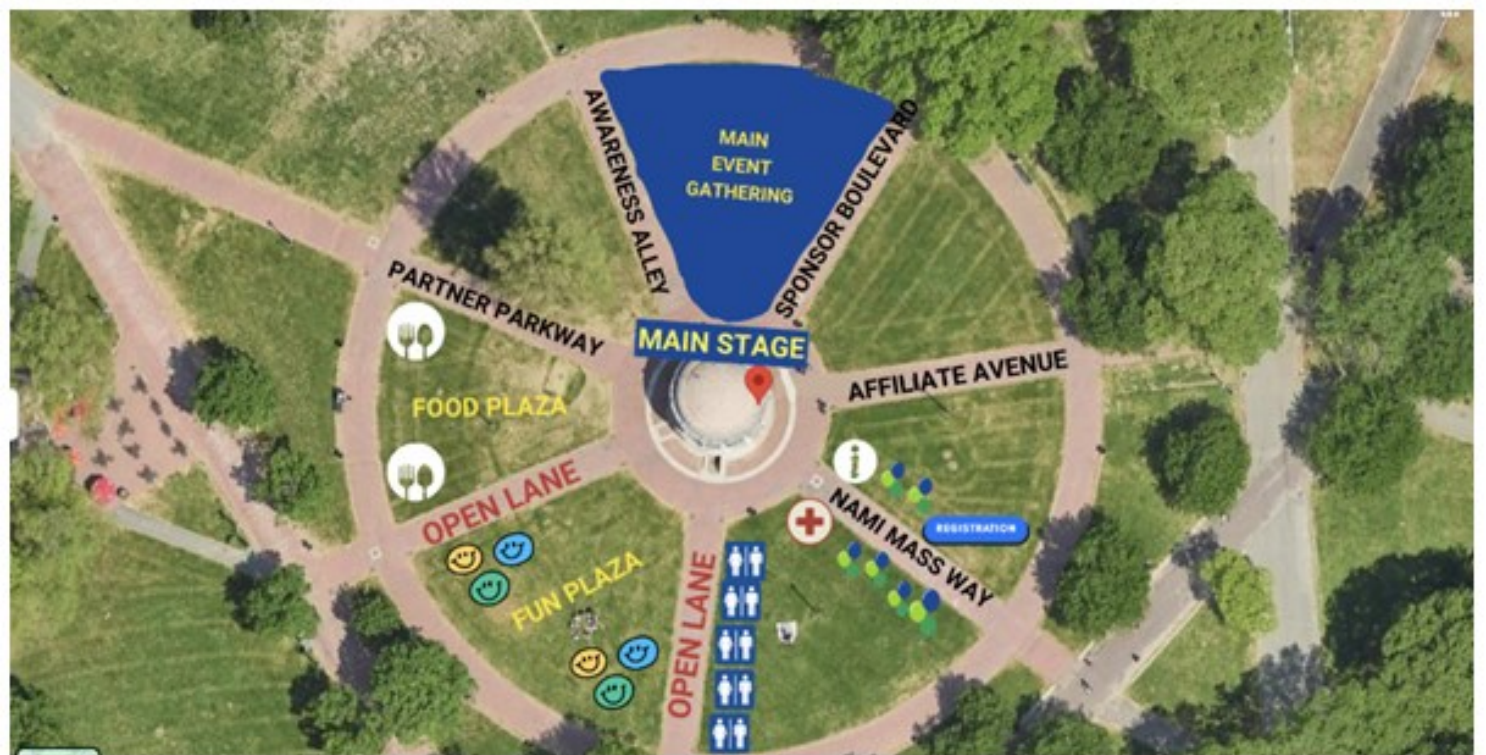 MAIN
EVENT
GATHERING
AWARENESS ALLEY
SPONSOR BOULEVARD
PARTNER PARKWAY
MAIN STAGE
AFFILIATE AVENUE
FOOD PLAZA
OPEN LANE
NAMI MASS WAY
REGISTRATION
FUN PLAZA
OPEN LANE